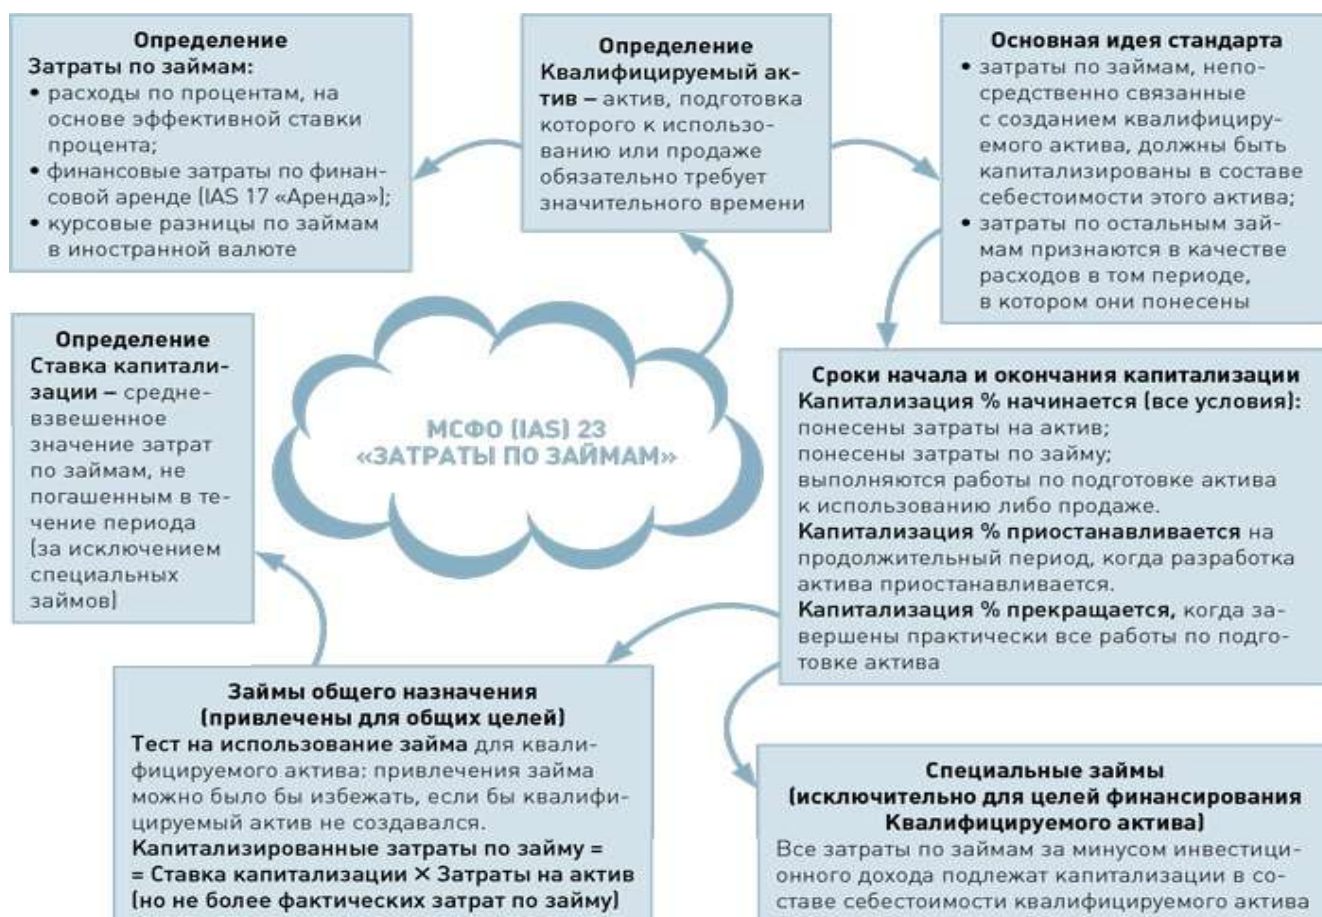 Определение
Затраты по займам:
• расходы по процентам, на
основе эффективной ставки
процента;
• финансовые затраты по финан-
совой аренде (IAS 17 «Аренда»);
• курсовые разницы по займам
в иностранной валюте
Определение
Квалифицируемый ак-
тив – актив, подготовка
которого к использо-
ванию или продаже
обязательно требует
значительного времени
Основная идея стандарта
• затраты по займам, непо-
средственно связанные
с созданием квалифициру-
емого актива, должны быть
капитализированы в составе
себестоимости этого актива;
• затраты по остальным зай-
мам признаются в качестве
расходов в том периоде,
в котором они понесены
Определение
Ставка капитали-
зации – средне-
взвешенное
значение затрат
по займам, не
погашенным в те-
чение периода
(за исключением
специальных
займов)
МСФО (IAS) 23
«ЗАТРАТЫ ПО ЗАЙМАМ»
Сроки начала и окончания капитализации
Капитализация % начинается (все условия):
понесены затраты на актив;
понесены затраты по займу;
выполняются работы по подготовке актива
к использованию либо продаже.
Капитализация % приостанавливается на
продолжительный период, когда разработка
актива приостанавливается.
Капитализация % прекращается, когда за-
вершены практически все работы по подго-
товке актива
Займы общего назначения
(привлечены для общих целей)
Тест на использование займа для квали-
фицируемого актива: привлечения займа
можно было бы избежать, если бы квалифи-
цируемый актив не создавался.
Капитализированные затраты по займу =
= Ставка капитализации × Затраты на актив
(но не более фактических затрат по займу)
Специальные займы
(исключительно для целей финансирования
Квалифицируемого актива)
Все затраты по займам за минусом инвестици-
онного дохода подлежат капитализации в со-
ставе себестоимости квалифицируемого актива